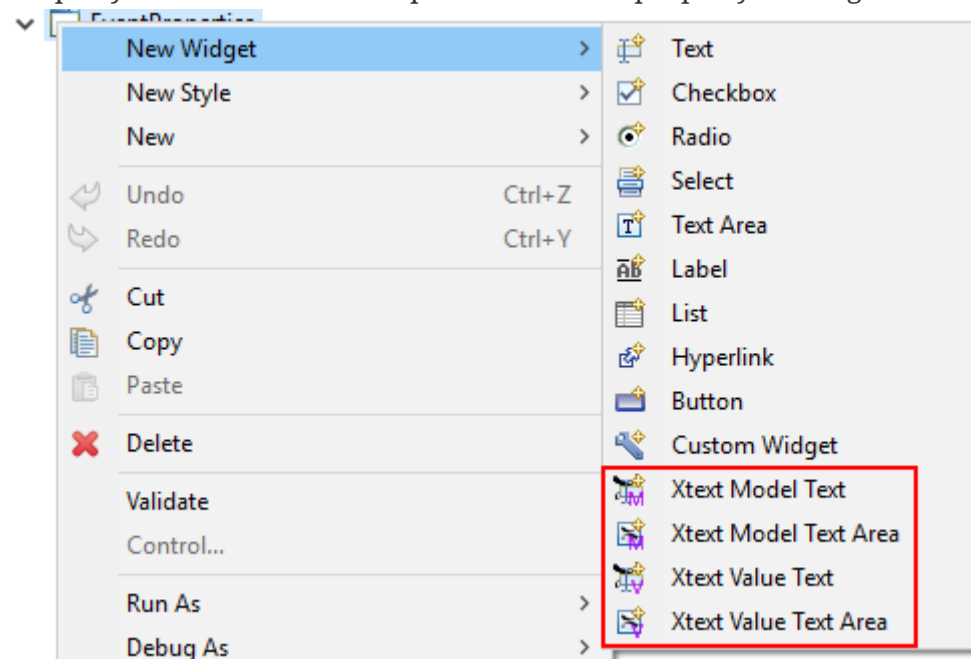 EventProperties
New Widget
New Style
New
Undo Ctrl+Z
Redo Ctrl+Y
Cut
Copy
Paste
Delete
Validate
Control...
Run As
Debug As
Text
Checkbox
Radio
Select
Text Area
Label
List
Hyperlink
Button
Custom Widget
Xtext Model Text
Xtext Model Text Area
Xtext Value Text
Xtext Value Text Area